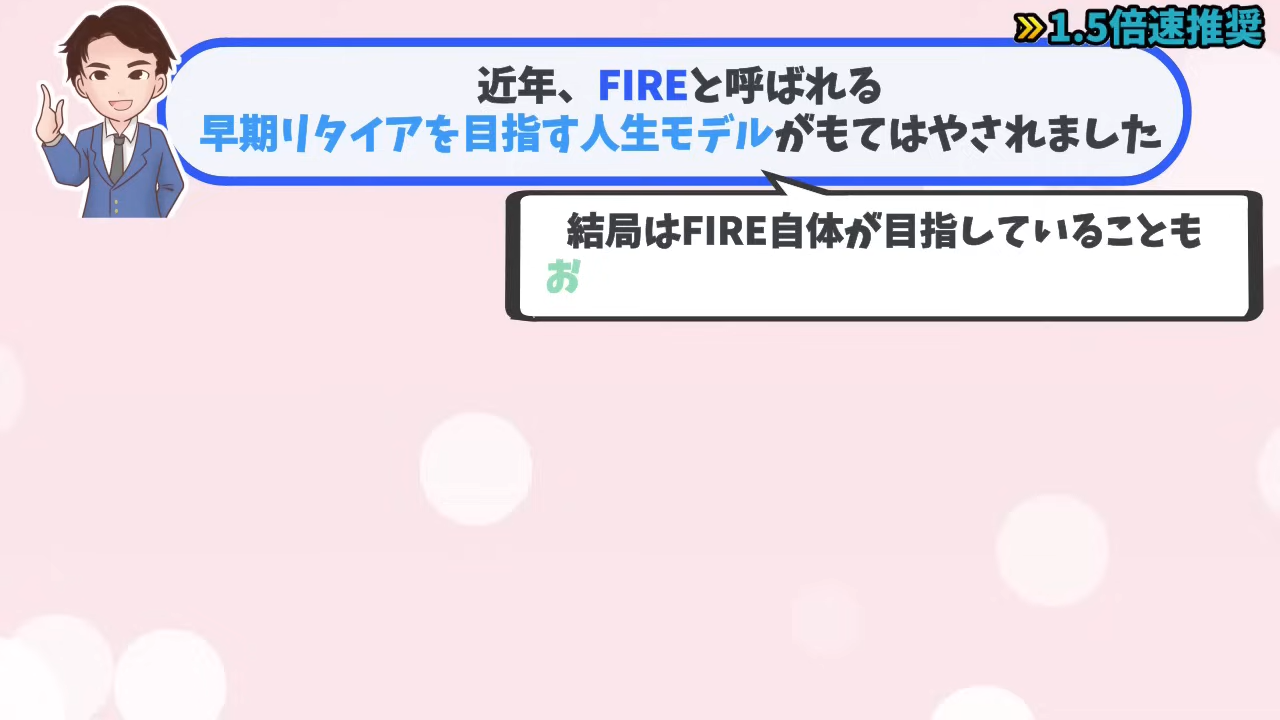 »1.5倍速推奨
近年、FIREと呼ばれる
早期リタイアを目指す人生モデルがもてはやされました
結局はFIRE自体が目指していることも
お